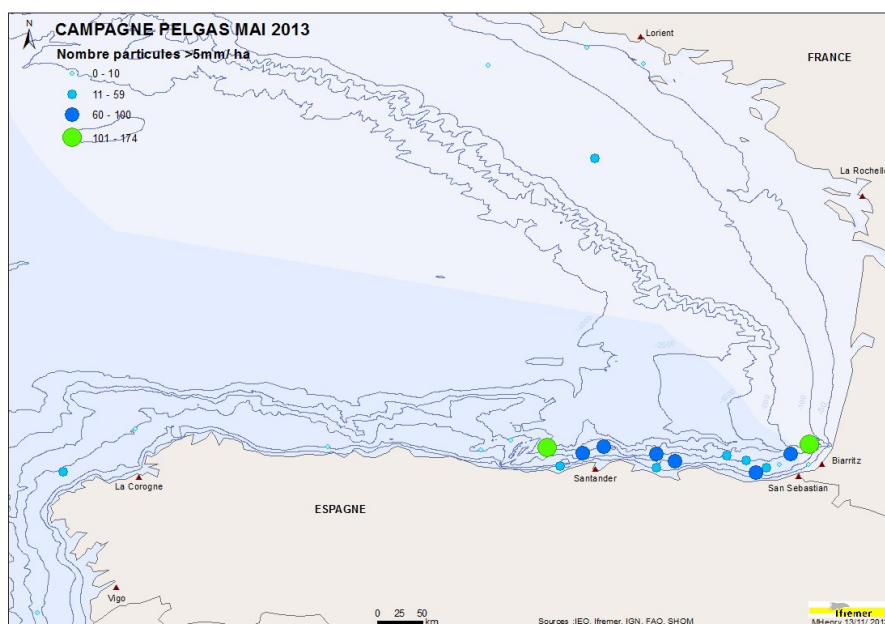 N
CAMPAGNE PELGAS MAI 2013
Nombre particules >5mm/ ha
0 - 10
11 - 59
60 - 100
101 - 174
Lorient
FRANCE
La Rochelle
Biarritz
San Sebastian
Santander
La Corogne
ESPAGNE
Vigo
0 25 50
km
Sources :IEO, Ifremer, IGN, FAO, SHOM
Ifremer